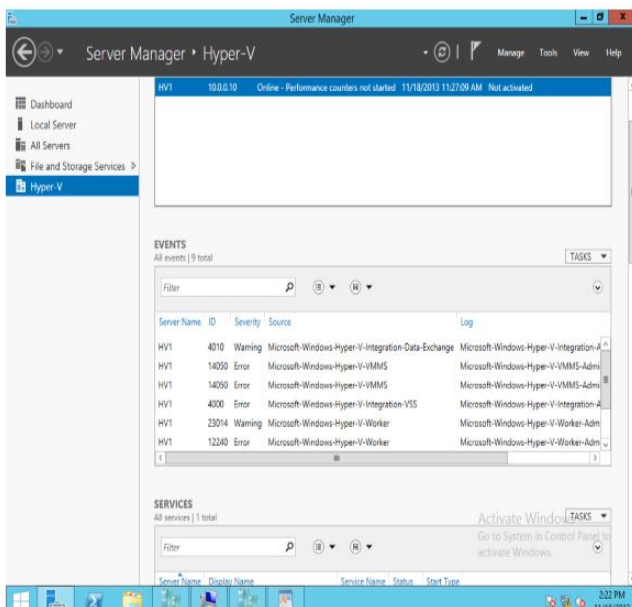 Server Manager
Server Manager • Hyper-V
Manage Tools View Help
Dashboard
Local Server
All Servers
File and Storage Services
Hyper-V
HV1 10.0.0.10 Online - Performance counters not started 11/18/2013 11:27:09 AM Not activated
EVENTS
All events | 9 total
TASKS
Filter
Server Name ID Severity Source Log
HV1 4010 Warning Microsoft-Windows-Hyper-V-Integration-Data-Exchange Microsoft-Windows-Hyper-V-Integration-A
HV1 14050 Error Microsoft-Windows-Hyper-V-VMMS Microsoft-Windows-Hyper-V-VMMS-Admi
HV1 14050 Error Microsoft-Windows-Hyper-V-VMMS Microsoft-Windows-Hyper-V-VMMS-Admi
HV1 4000 Error Microsoft-Windows-Hyper-V-Integration-VSS Microsoft-Windows-Hyper-V-Integration-A
HV1 23014 Warning Microsoft-Windows-Hyper-V-Worker Microsoft-Windows-Hyper-V-Worker-Adm
HV1 12240 Error Microsoft-Windows-Hyper-V-Worker Microsoft-Windows-Hyper-V-Worker-Adm
SERVICES
All services | 1 total
TASKS
Activate Windows
Go to System in Control Panel to
activate Windows.
Filter
Server Name Display Name Service Name Status Start Type
2:22 PM